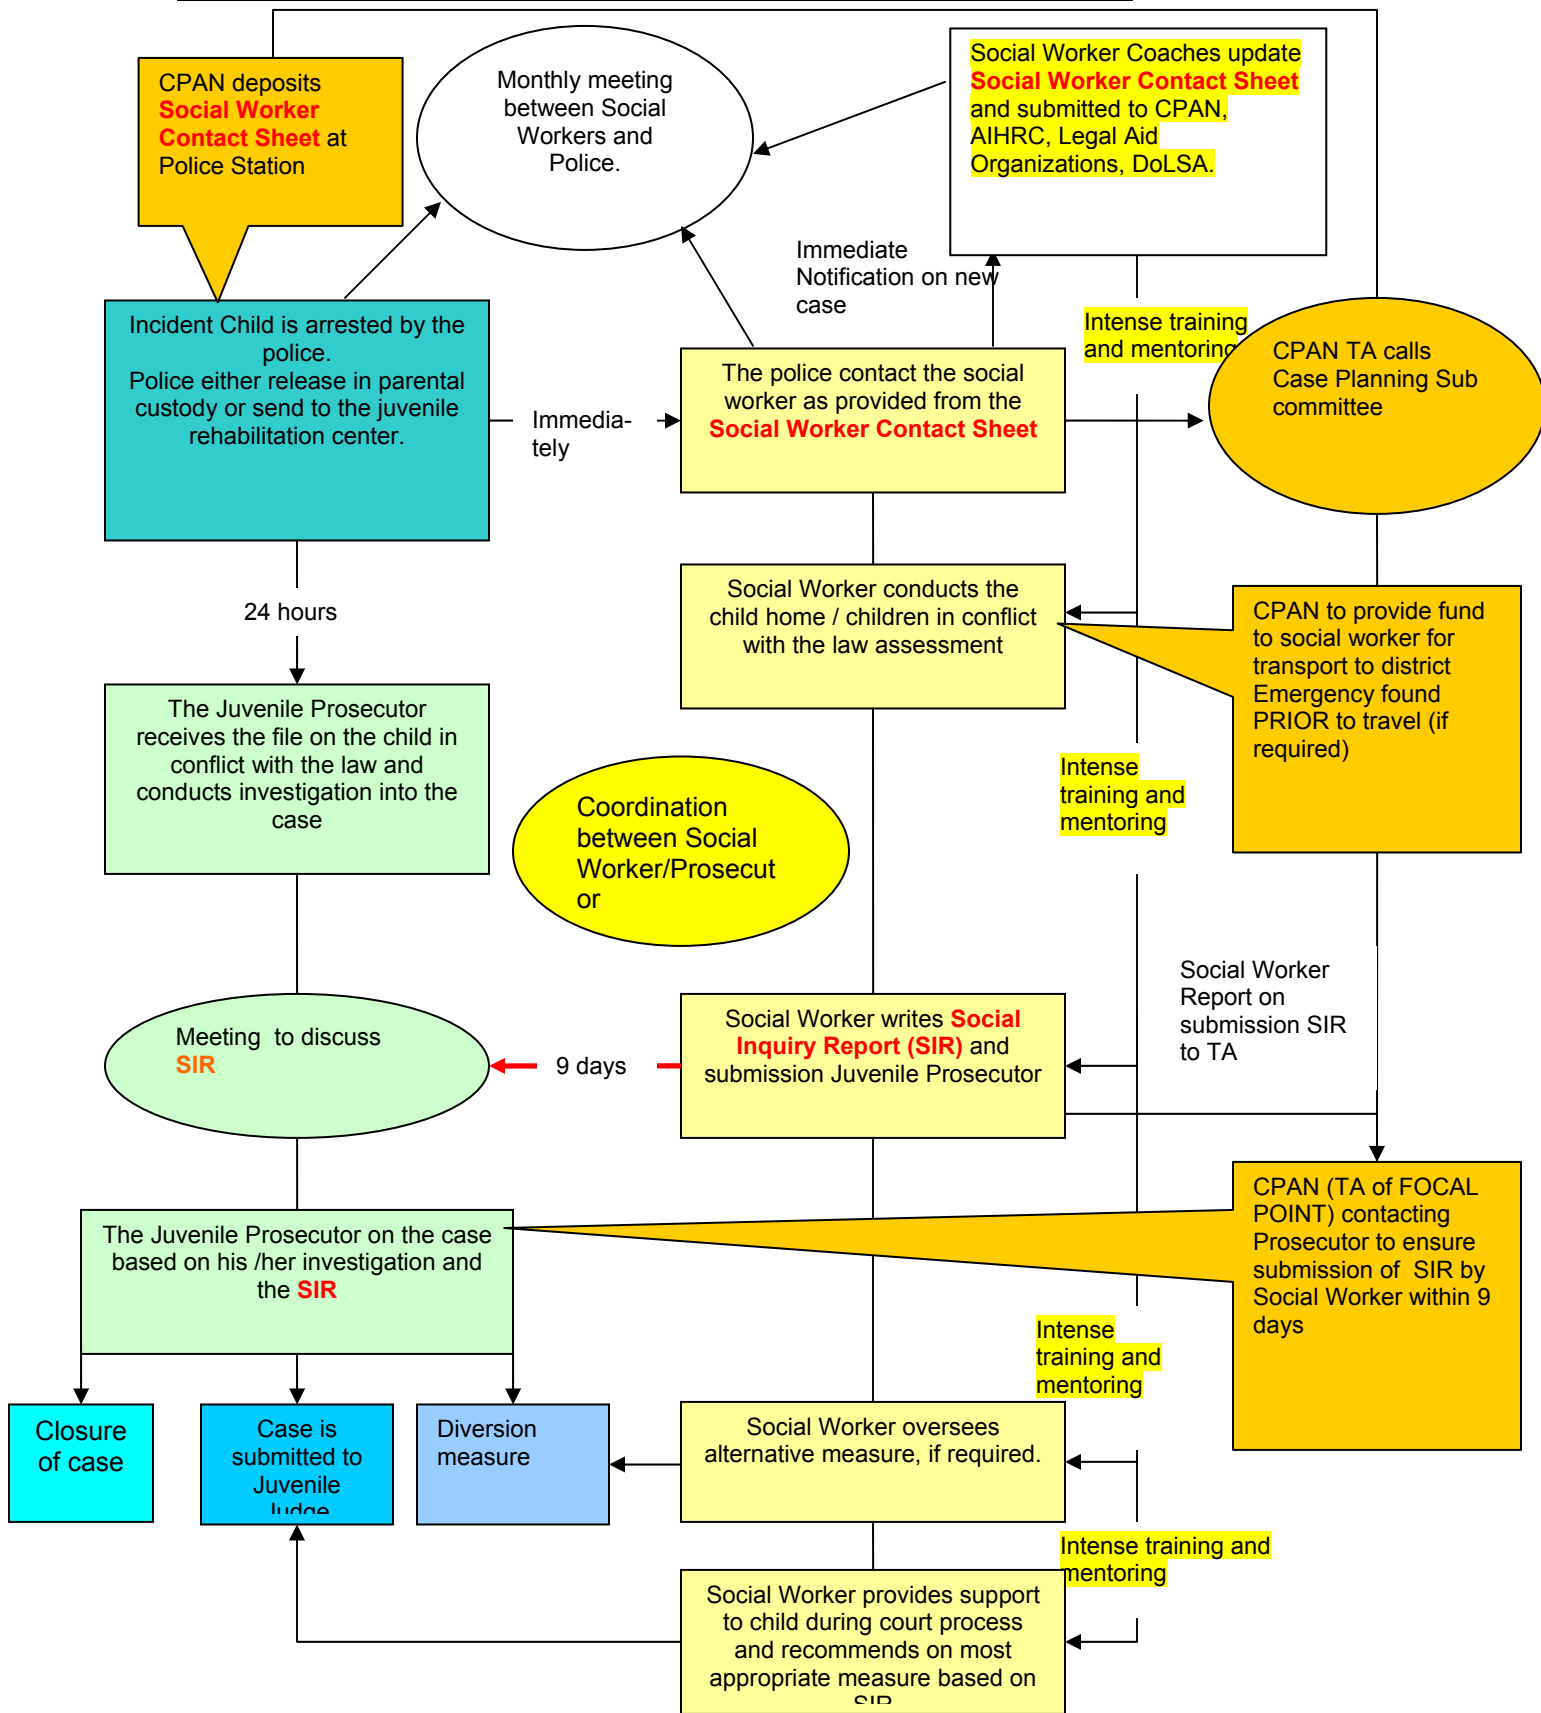 CPAN deposits
Social Worker
Contact Sheet at
Police Station
Monthly meeting
between Social
Workers and
Police.
Social Worker Coaches update
Social Worker Contact Sheet
and submitted to CPAN,
AIHRC, Legal Aid
Organizations, DoLSA.
Immediate
Notification on new
case
Intense training
and mentoring
Incident Child is arrested by the
police.
Police either release in parental
custody or send to the juvenile
rehabilitation center.
Immedia-
tely
The police contact the social
worker as provided from the
Social Worker Contact Sheet
CPAN TA calls
Case Planning Sub
committee
24 hours
Social Worker conducts the
child home / children in conflict
with the law assessment
CPAN to provide fund
to social worker for
transport to district
Emergency found
PRIOR to travel (if
required)
The Juvenile Prosecutor
receives the file on the child in
conflict with the law and
conducts investigation into the
case
Coordination
between Social
Worker/Prosecut
or
Intense
training and
mentoring
Social Worker
Report on
submission SIR
to TA
Meeting to discuss
SIR
9 days
Social Worker writes Social
Inquiry Report (SIR) and
submission Juvenile Prosecutor
The Juvenile Prosecutor on the case
based on his /her investigation and
the SIR
CPAN (TA of FOCAL
POINT) contacting
Prosecutor to ensure
submission of SIR by
Social Worker within 9
days
Intense
training and
mentoring
Closure
of case
Case is
submitted to
Juvenile
Judge
Diversion
measure
Social Worker oversees
alternative measure, if required.
Intense training and
mentoring
Social Worker provides support
to child during court process
and recommends on most
appropriate measure based on
SIR